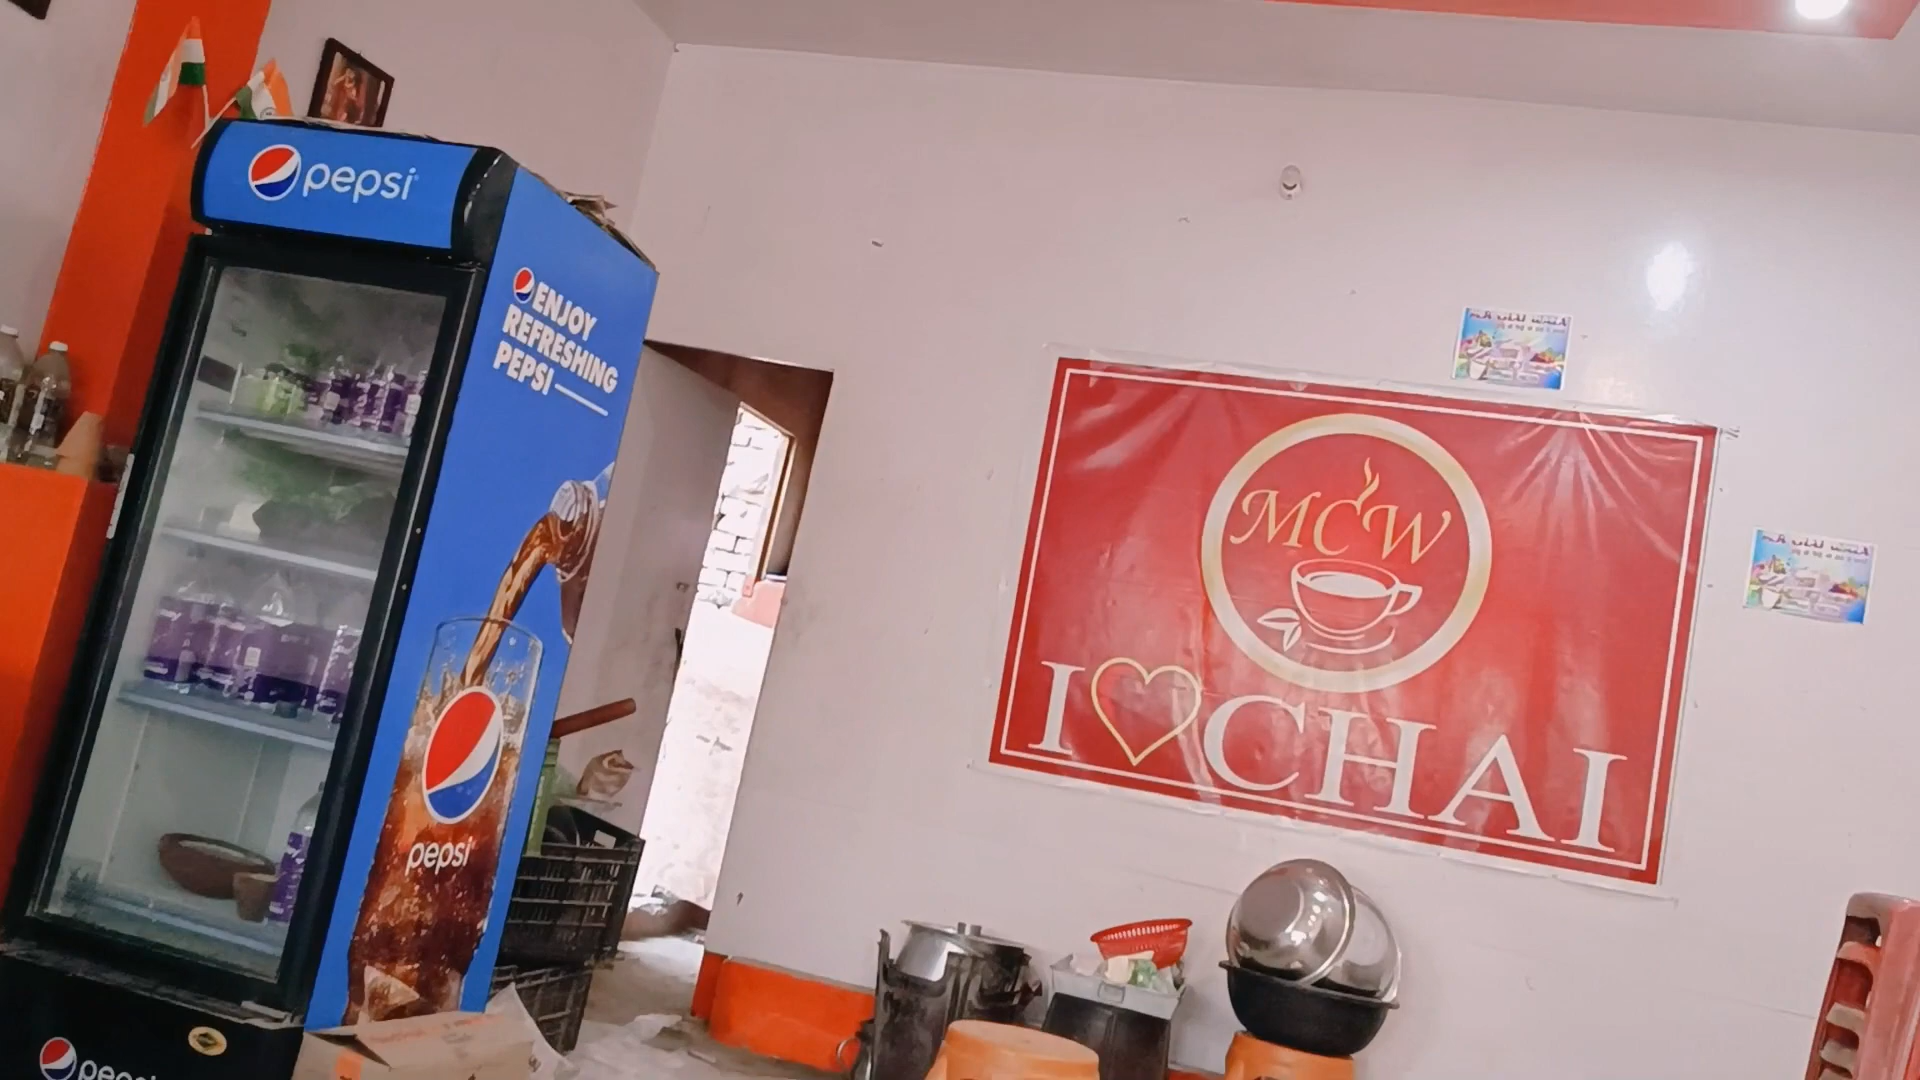 pepsi
ENJOY
REFRESHING
PEPSI
pepsi
pepsi
MCW
I CHAI